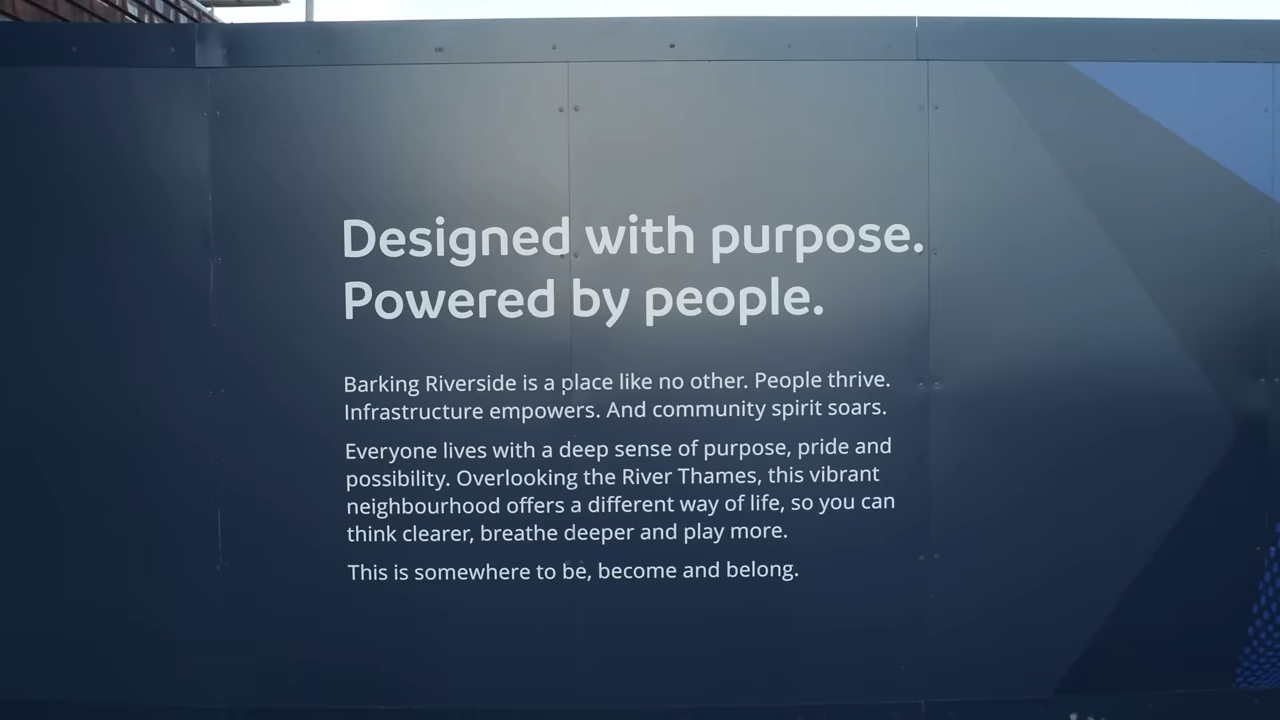 Designed with purpose.
Powered by people.
Barking Riverside is a place like no other. People thrive.
Infrastructure empowers. And community spirit soars.
Everyone lives with a deep sense of purpose, pride and
possibility. Overlooking the River Thames, this vibrant
neighbourhood offers a different way of life, so you can
think clearer, breathe deeper and play more.
This is somewhere to be, become and belong.